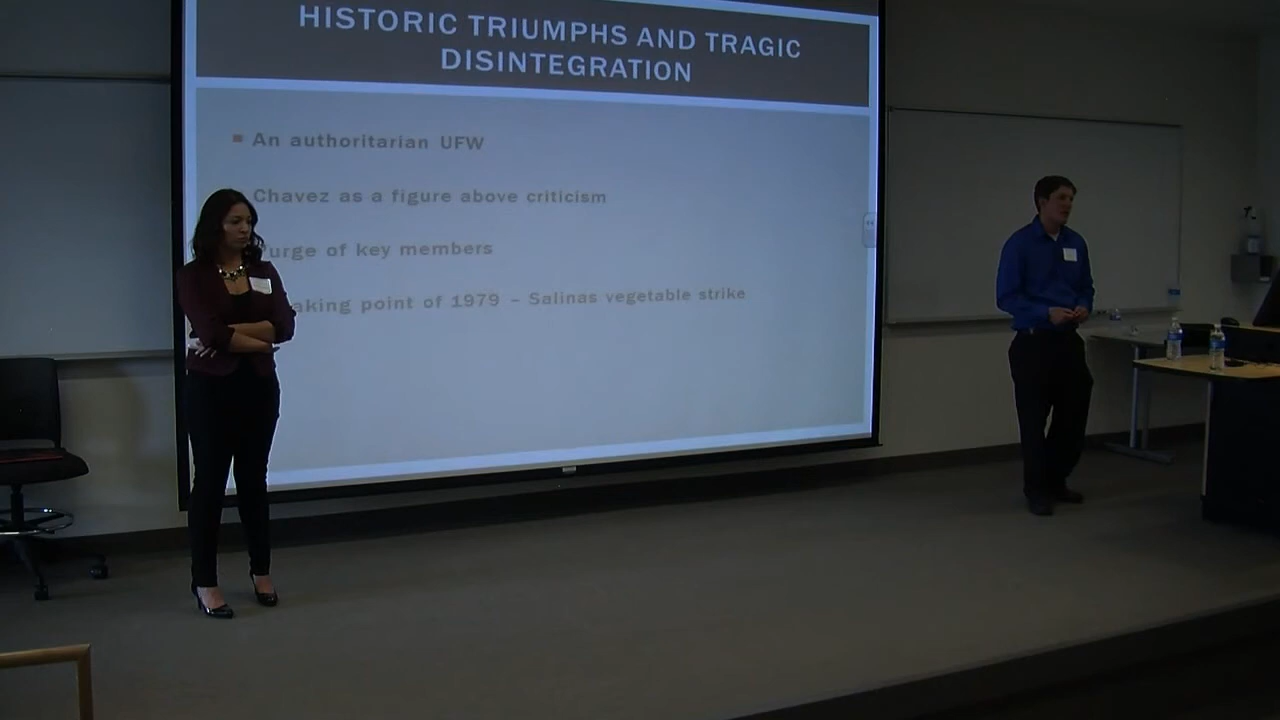 HISTORIC TRIUMPHS AND TRAGIC
DISINTEGRATION
An authoritarian UFW
Chavez as a figure above criticism
urge of key members
aking point of 1979 – Salinas vegetable strike